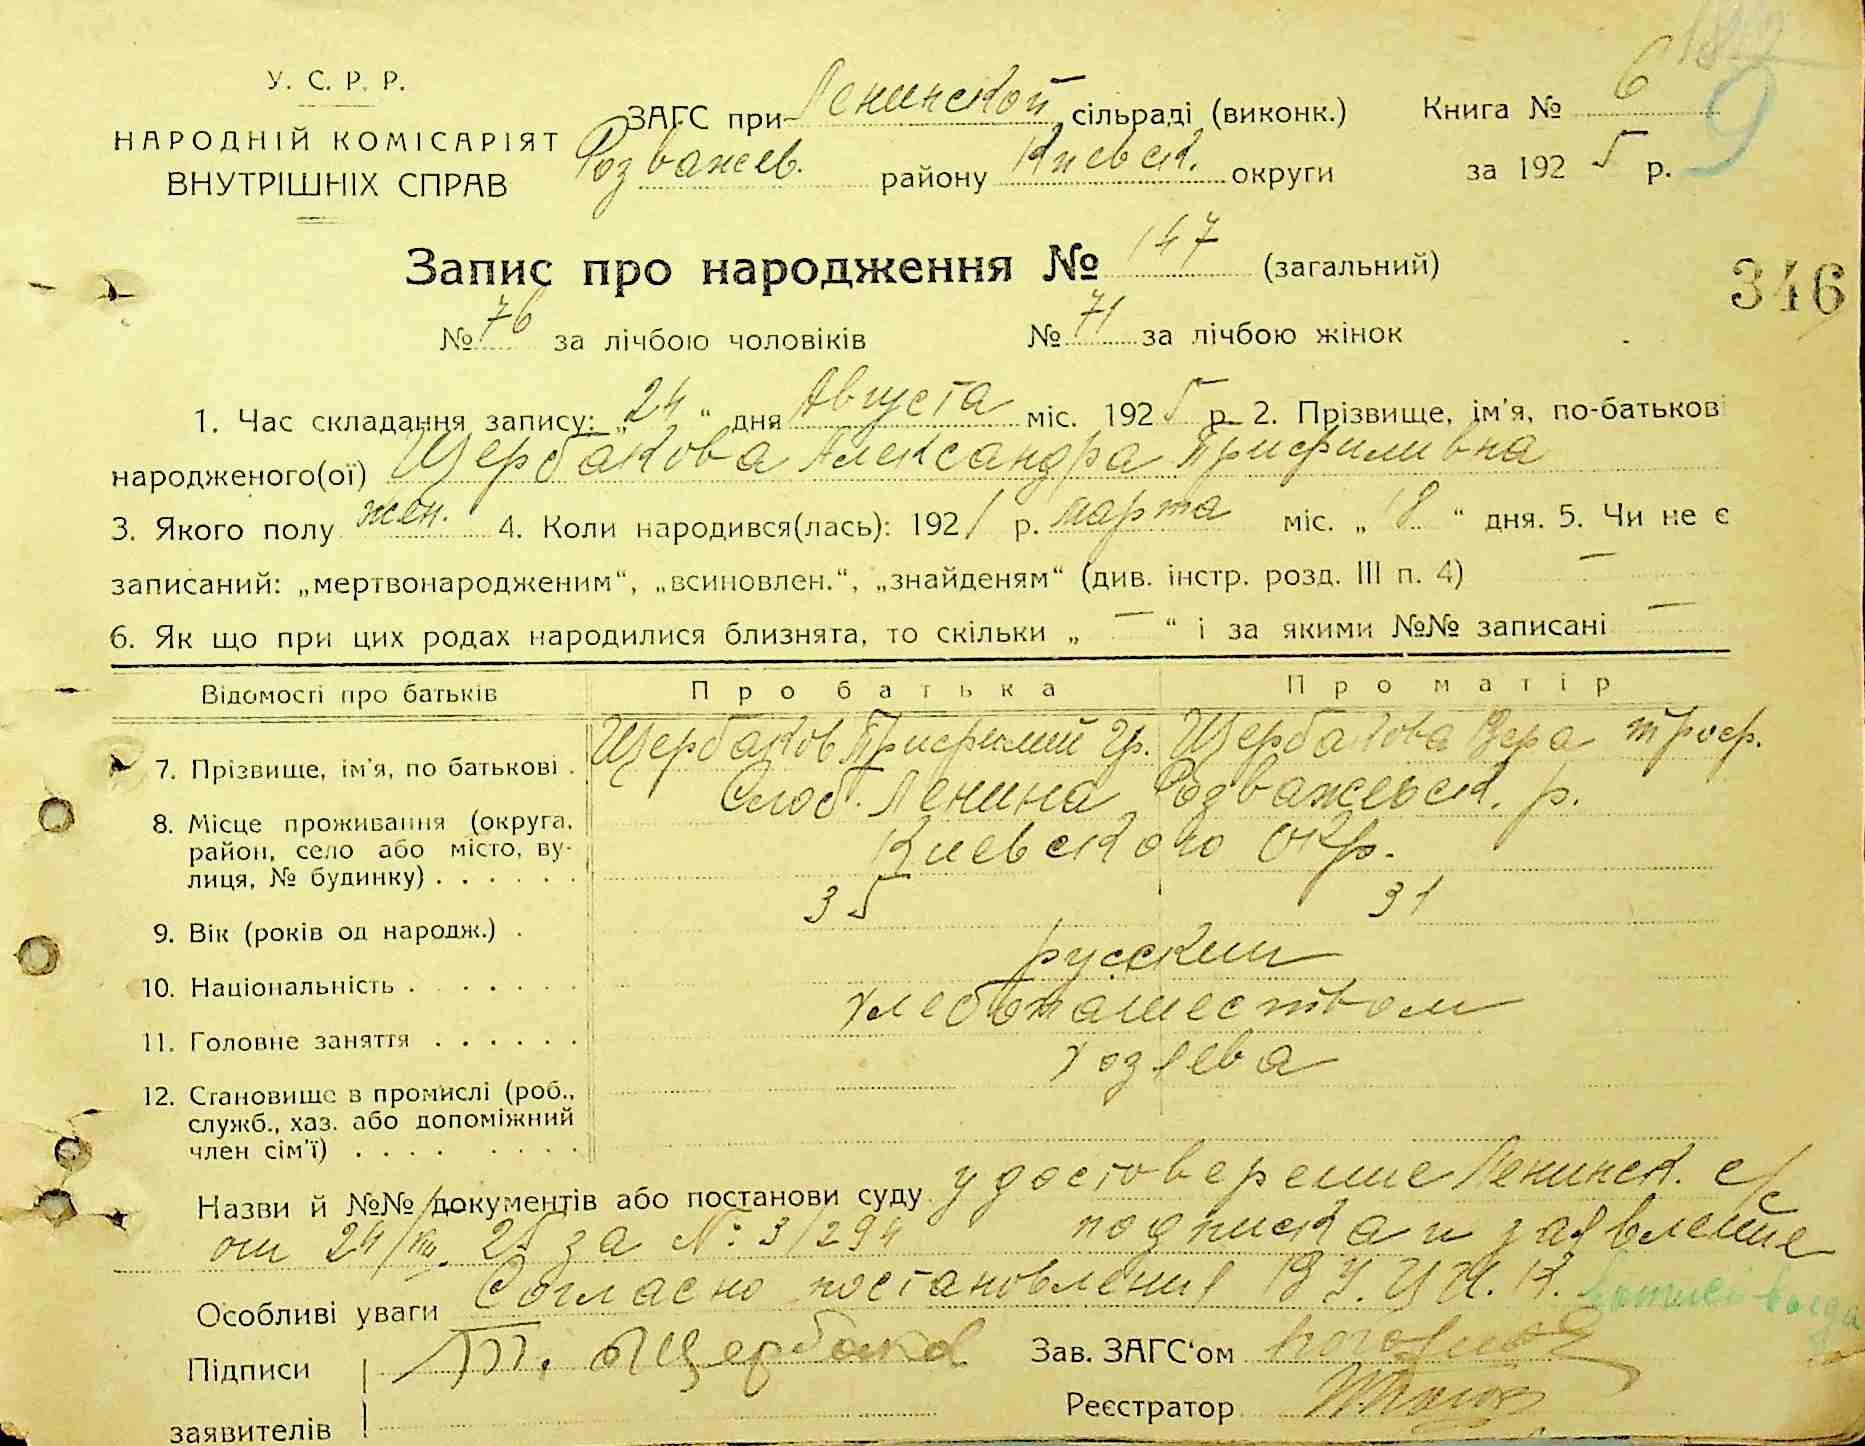 У. С. Р. Р.
НАРОДНІЙ КОМІСАРІЯТ
ВНУТРІШНІХ СПРАВ
ЗАГС при Ленинской сільраді (виконк.) Книга № 6
Розважев. району Киевск. округи за 1925 р.
9
Запис про народження № 147 (загальний)
346
№ 76 за лічбою чоловіків № 71 за лічбою жінок
1. Час складання запису: „24“ дня Августа міс. 1925 р. 2. Прізвище, ім'я, по-батькові
народженого(ої) Щербакова Александра Прифиливна
3. Якого полу жен. 4. Коли народився(лась): 1921 р. марта міс. „18“ дня. 5. Чи не є
записаний: „мертвонародженим“, „всиновлен.“, „знайденям“ (див. інстр. розд. III п. 4) —
6. Як що при цих родах народилися близнята, то скільки „—“ і за якими №№ записані —
Відомості про батьків Про батька Про матір
7. Прізвище, ім'я, по батькові . Щербаков Прифилий Гр. Щербакова Вера Троф.
8. Місце проживання (округа, Слоб. Ленина Розважевск. р.
район, село або місто, ву- Киевского окр.
лиця, № будинку) . . . . . .
9. Вік (років од народж.) . 35 31
10. Національність . . . . . . . русские
11. Головне заняття . . . . . . хлебопашеством
12. Становище в промислі (роб., хозяева
служб., хаз. або допоміжний
член сім'ї) . . . . . . . .
Назви й №№ документів або постанови суду удостоверение Ленинск. с/с
от 24/VIII 25 за №: 3/294 подписка и заявление
Особливі уваги Согласно постановления В.У.Ц.И.К.
Підписи Щербаков Зав. ЗАГС'ом
заявителів Реєстратор